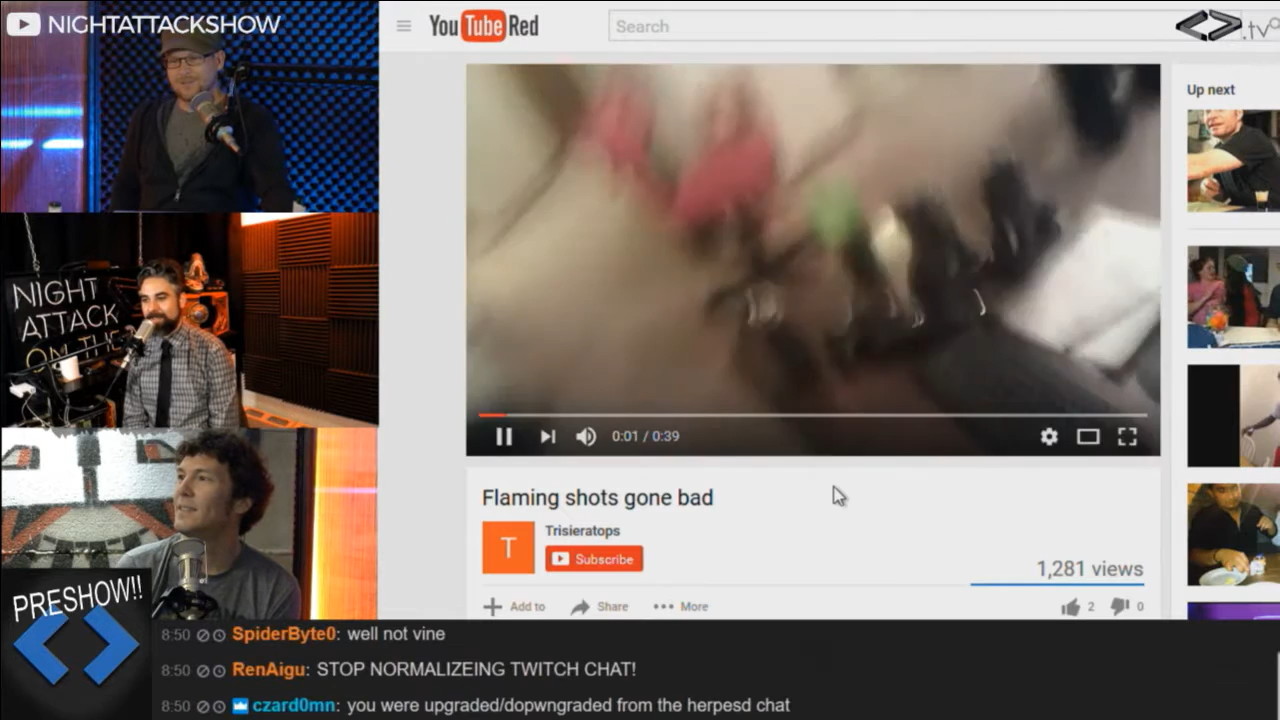 NIGHTATTACKSHOW
YouTube Red
Search
.tv
Up next
NIGHT
ATTACK
ON THE
0:01 / 0:39
Flaming shots gone bad
T
Trisieratops
Subscribe
1,281 views
Add to
Share
More
2
0
PRESHOW!!
8:50 SpiderByte0: well not vine
8:50 RenAigu: STOP NORMALIZEING TWITCH CHAT!
8:50 czard0mn: you were upgraded/dopwngraded from the herpesd chat